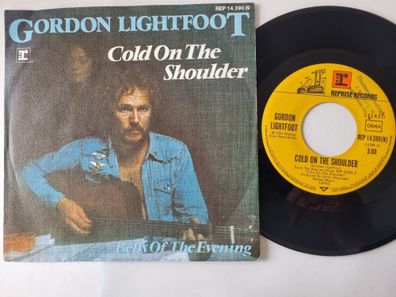 REP 14 390 N
GORDON LIGHTFOOT
Cold On The
Shoulder
r
Bells Of The Evening
REPRISE RECORDS
GORDON
LIGHTFOOT
STEREO
GEMA
REP 14 390 (N)
3:00
COLD ON THE SHOULDER